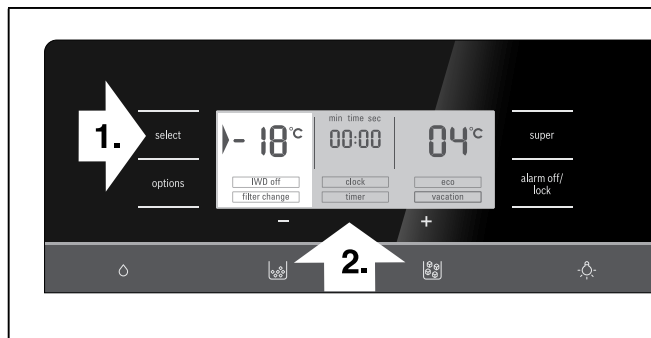 min time sec
1.
select
- 18°C
00:00
04°C
super
options
IWD off
clock
eco
alarm off/
lock
filter change
timer
vacation
−
+
2.